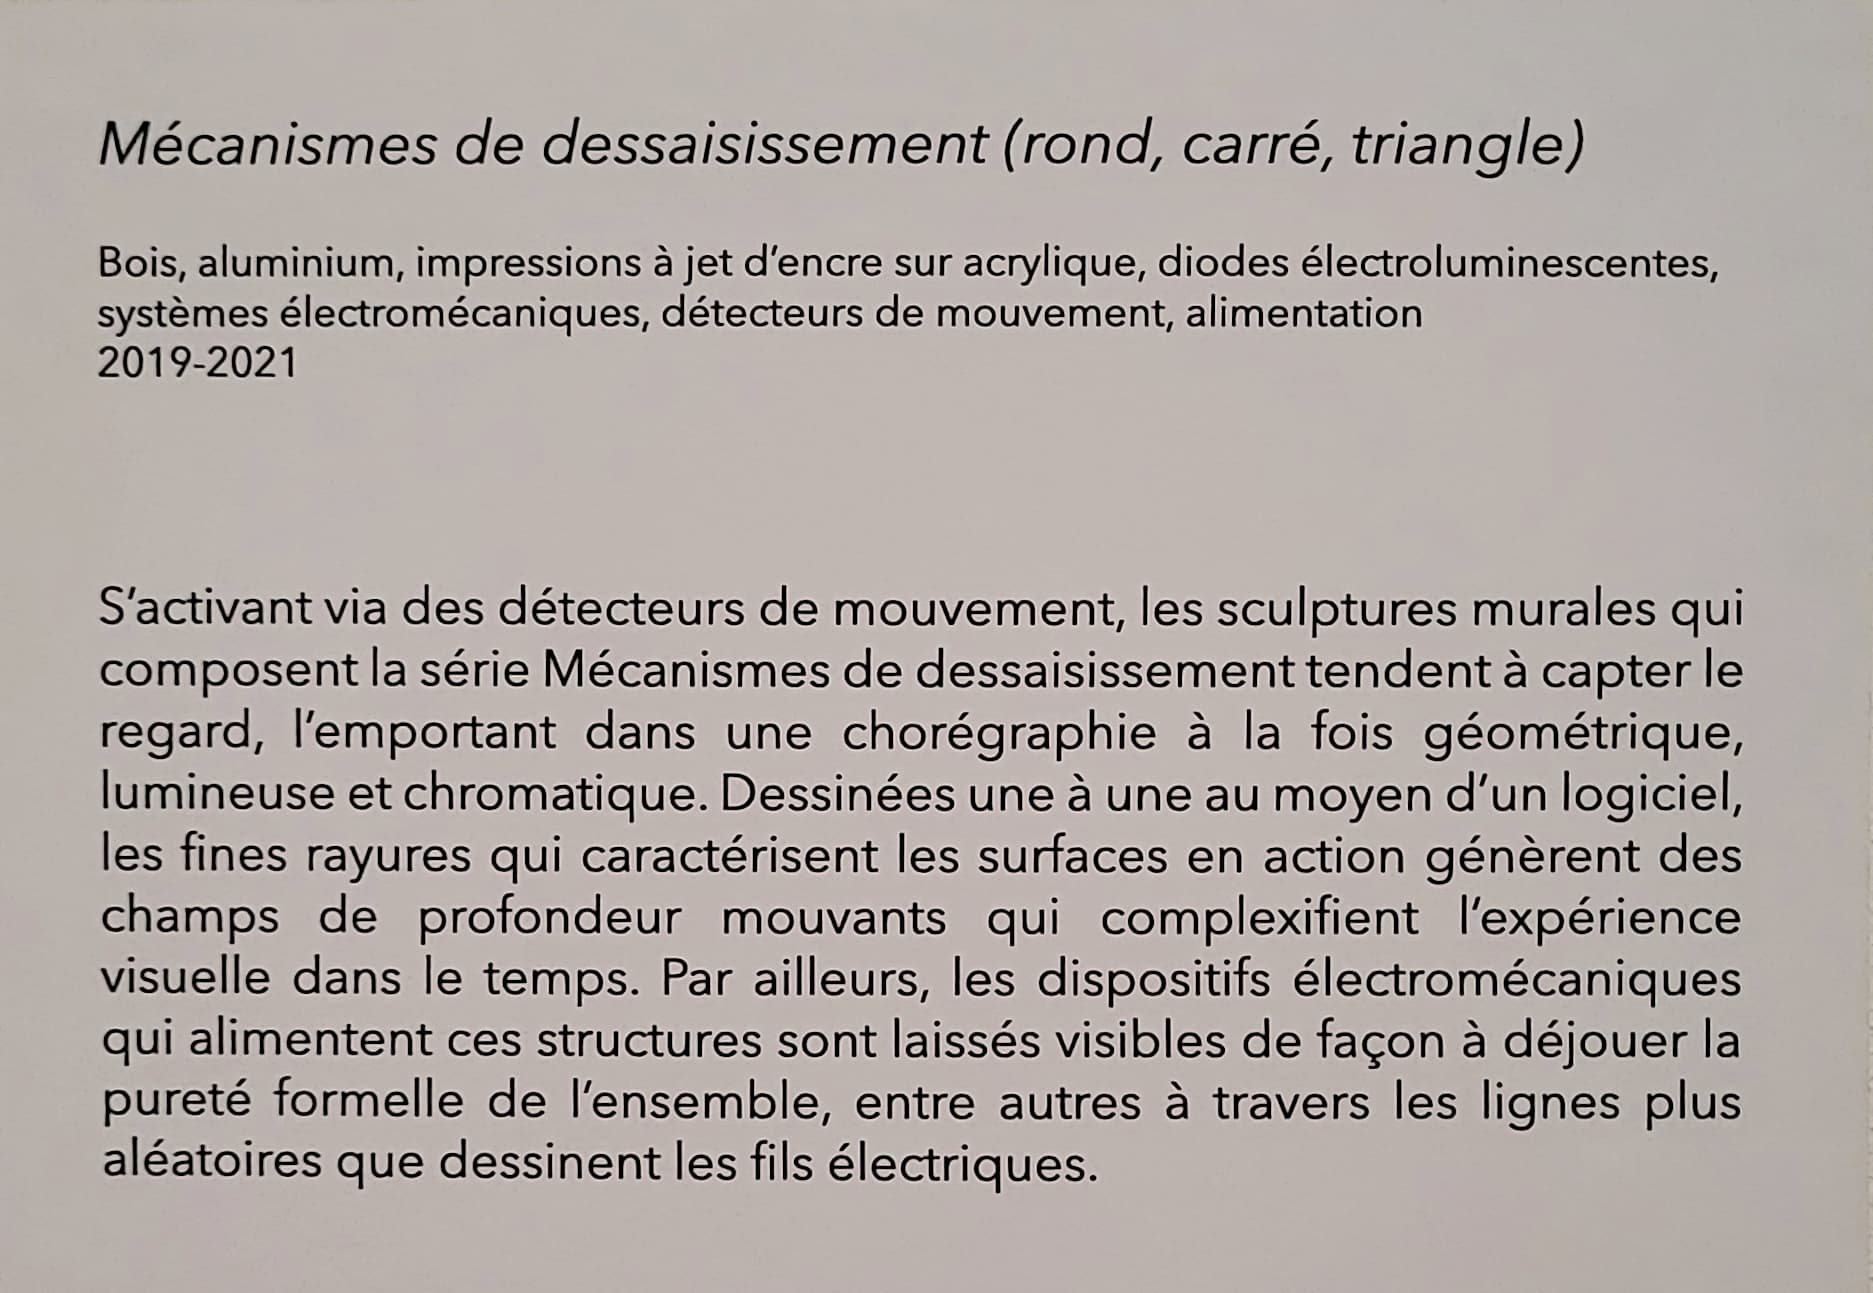 Mécanismes de dessaisissement (rond, carré, triangle)
Bois, aluminium, impressions à jet d’encre sur acrylique, diodes électroluminescentes,
systèmes électromécaniques, détecteurs de mouvement, alimentation
2019-2021
S’activant via des détecteurs de mouvement, les sculptures murales qui
composent la série Mécanismes de dessaisissement tendent à capter le
regard, l’emportant dans une chorégraphie à la fois géométrique,
lumineuse et chromatique. Dessinées une à une au moyen d’un logiciel,
les fines rayures qui caractérisent les surfaces en action génèrent des
champs de profondeur mouvants qui complexifient l’expérience
visuelle dans le temps. Par ailleurs, les dispositifs électromécaniques
qui alimentent ces structures sont laissés visibles de façon à déjouer la
pureté formelle de l’ensemble, entre autres à travers les lignes plus
aléatoires que dessinent les fils électriques.